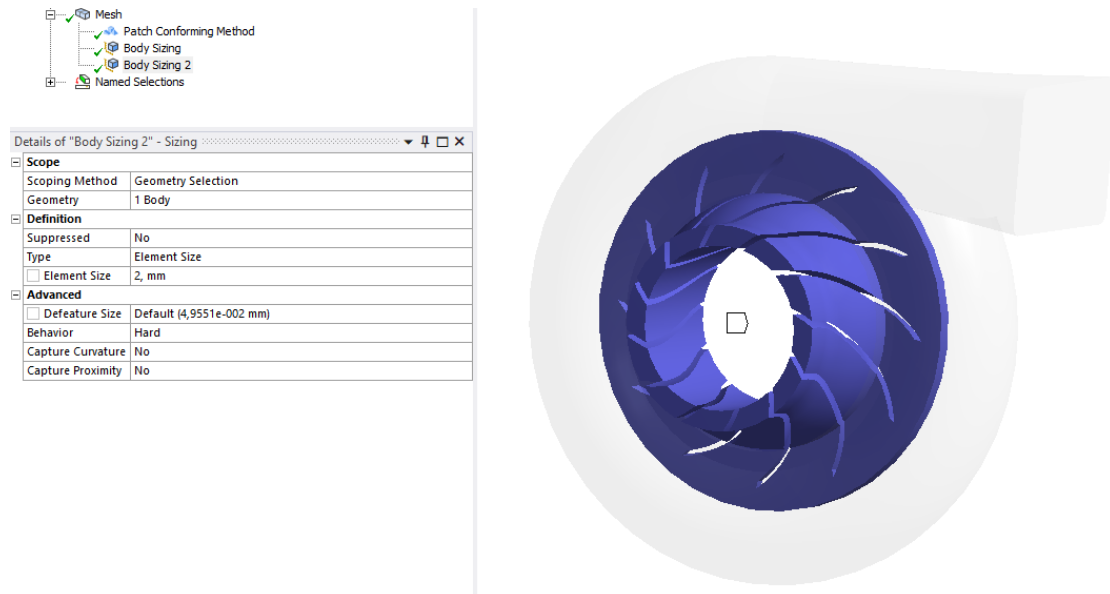 Mesh
Patch Conforming Method
Body Sizing
Body Sizing 2
Named Selections
Details of "Body Sizing 2" - Sizing
Scope
Scoping Method Geometry Selection
Geometry 1 Body
Definition
Suppressed No
Type Element Size
Element Size 2, mm
Advanced
Defeature Size Default (4,9551e-002 mm)
Behavior Hard
Capture Curvature No
Capture Proximity No